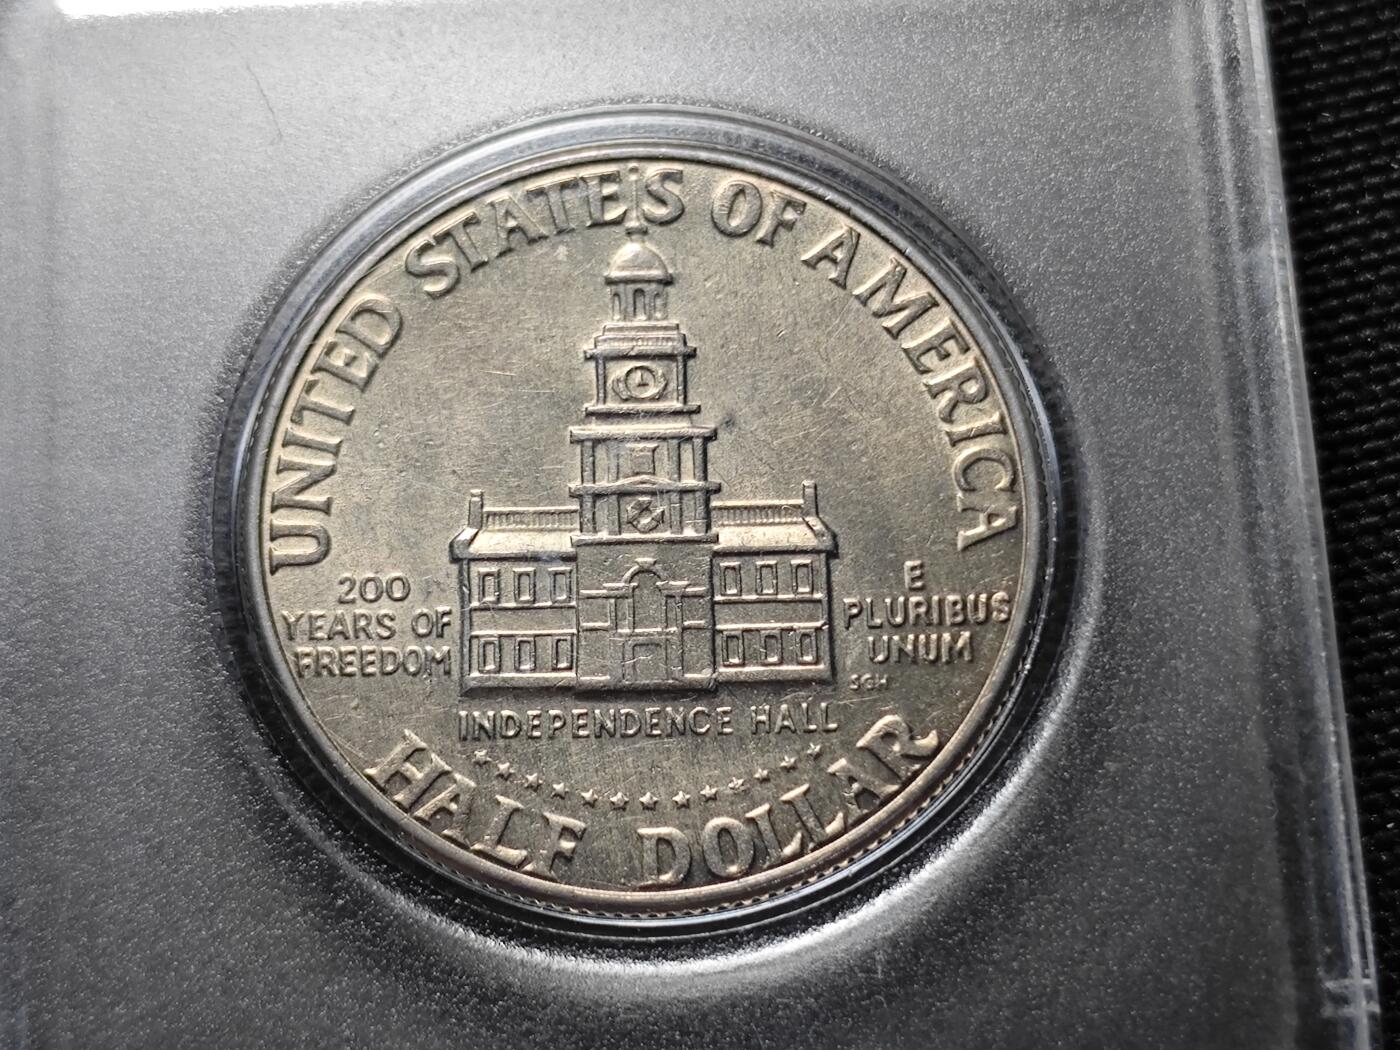 UNITED STATES OF AMERICA
200
YEARS OF
FREEDOM
E
PLURIBUS
UNUM
SGH
INDEPENDENCE HALL
HALF DOLLAR